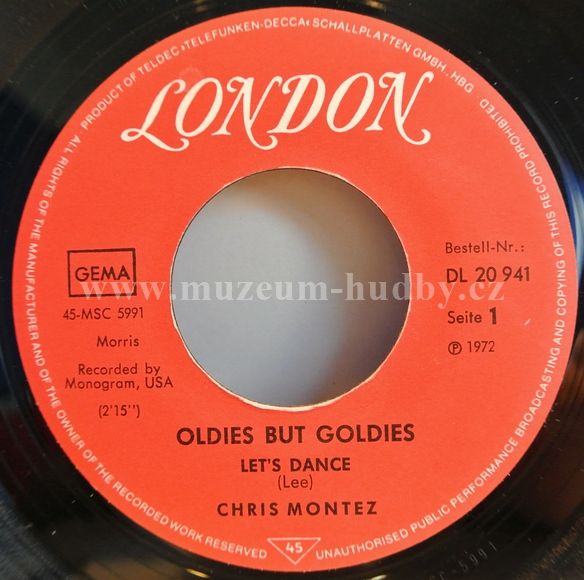 PRODUCT OF TELDEC »TELEFUNKEN-DECCA« SCHALLPLATTEN GMBH · HBG
ALL RIGHTS OF THE MANUFACTURER AND OF THE OWNER OF THE RECORDED WORK RESERVED
UNAUTHORISED PUBLIC PERFORMANCE BROADCASTING AND COPYING OF THIS RECORD PROHIBITED
LONDON
GEMA
45-MSC 5991
Morris
Recorded by
Monogram, USA
(2'15'')
Bestell-Nr.:
DL 20 941
Seite 1
℗ 1972
www.muzeum-hudby.cz
OLDIES BUT GOLDIES
LET'S DANCE
(Lee)
CHRIS MONTEZ
45